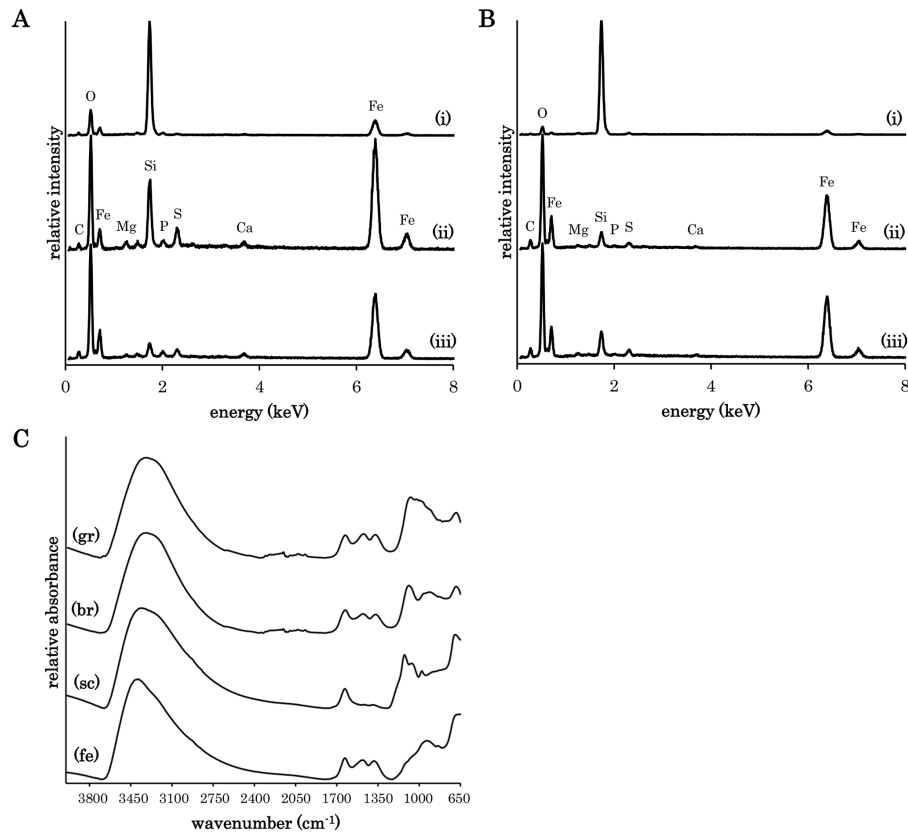 A
relative intensity
O
Fe
(i)
C
Fe
Mg
Si
P
S
Ca
Fe
(ii)
(iii)
0 2 4 6 8
energy (keV)
B
relative intensity
(i)
O
C
Fe
Mg
Si
P
S
Ca
Fe
Fe
(ii)
(iii)
0 2 4 6 8
energy (keV)
C
relative absorbance
(gr)
(br)
(sc)
(fe)
3800 3450 3100 2750 2400 2050 1700 1350 1000 650
wavenumber (cm⁻¹)